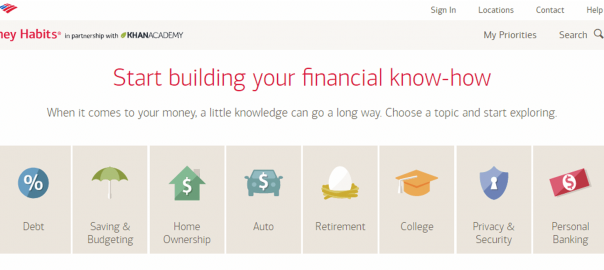 Sign In Locations Contact Help
ney Habits® in partnership with KHANACADEMY My Priorities Search
Start building your financial know-how
When it comes to your money, a little knowledge can go a long way. Choose a topic and start exploring.
% $ $ $
Debt
Saving &
Budgeting
Home
Ownership
Auto
Retirement
College
Privacy &
Security
Personal
Banking